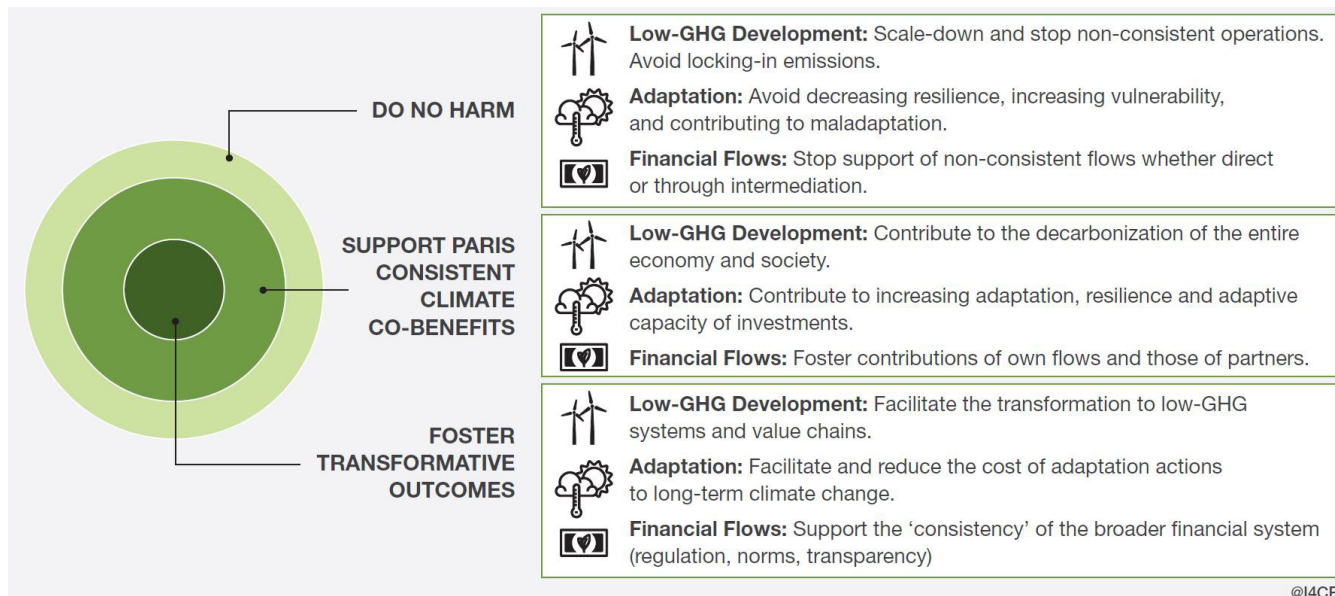 DO NO HARM
Low-GHG Development: Scale-down and stop non-consistent operations.
Avoid locking-in emissions.
Adaptation: Avoid decreasing resilience, increasing vulnerability,
and contributing to maladaptation.
Financial Flows: Stop support of non-consistent flows whether direct
or through intermediation.
SUPPORT PARIS
CONSISTENT
CLIMATE
CO-BENEFITS
Low-GHG Development: Contribute to the decarbonization of the entire
economy and society.
Adaptation: Contribute to increasing adaptation, resilience and adaptive
capacity of investments.
Financial Flows: Foster contributions of own flows and those of partners.
FOSTER
TRANSFORMATIVE
OUTCOMES
Low-GHG Development: Facilitate the transformation to low-GHG
systems and value chains.
Adaptation: Facilitate and reduce the cost of adaptation actions
to long-term climate change.
Financial Flows: Support the ‘consistency’ of the broader financial system
(regulation, norms, transparency)
@I4CE